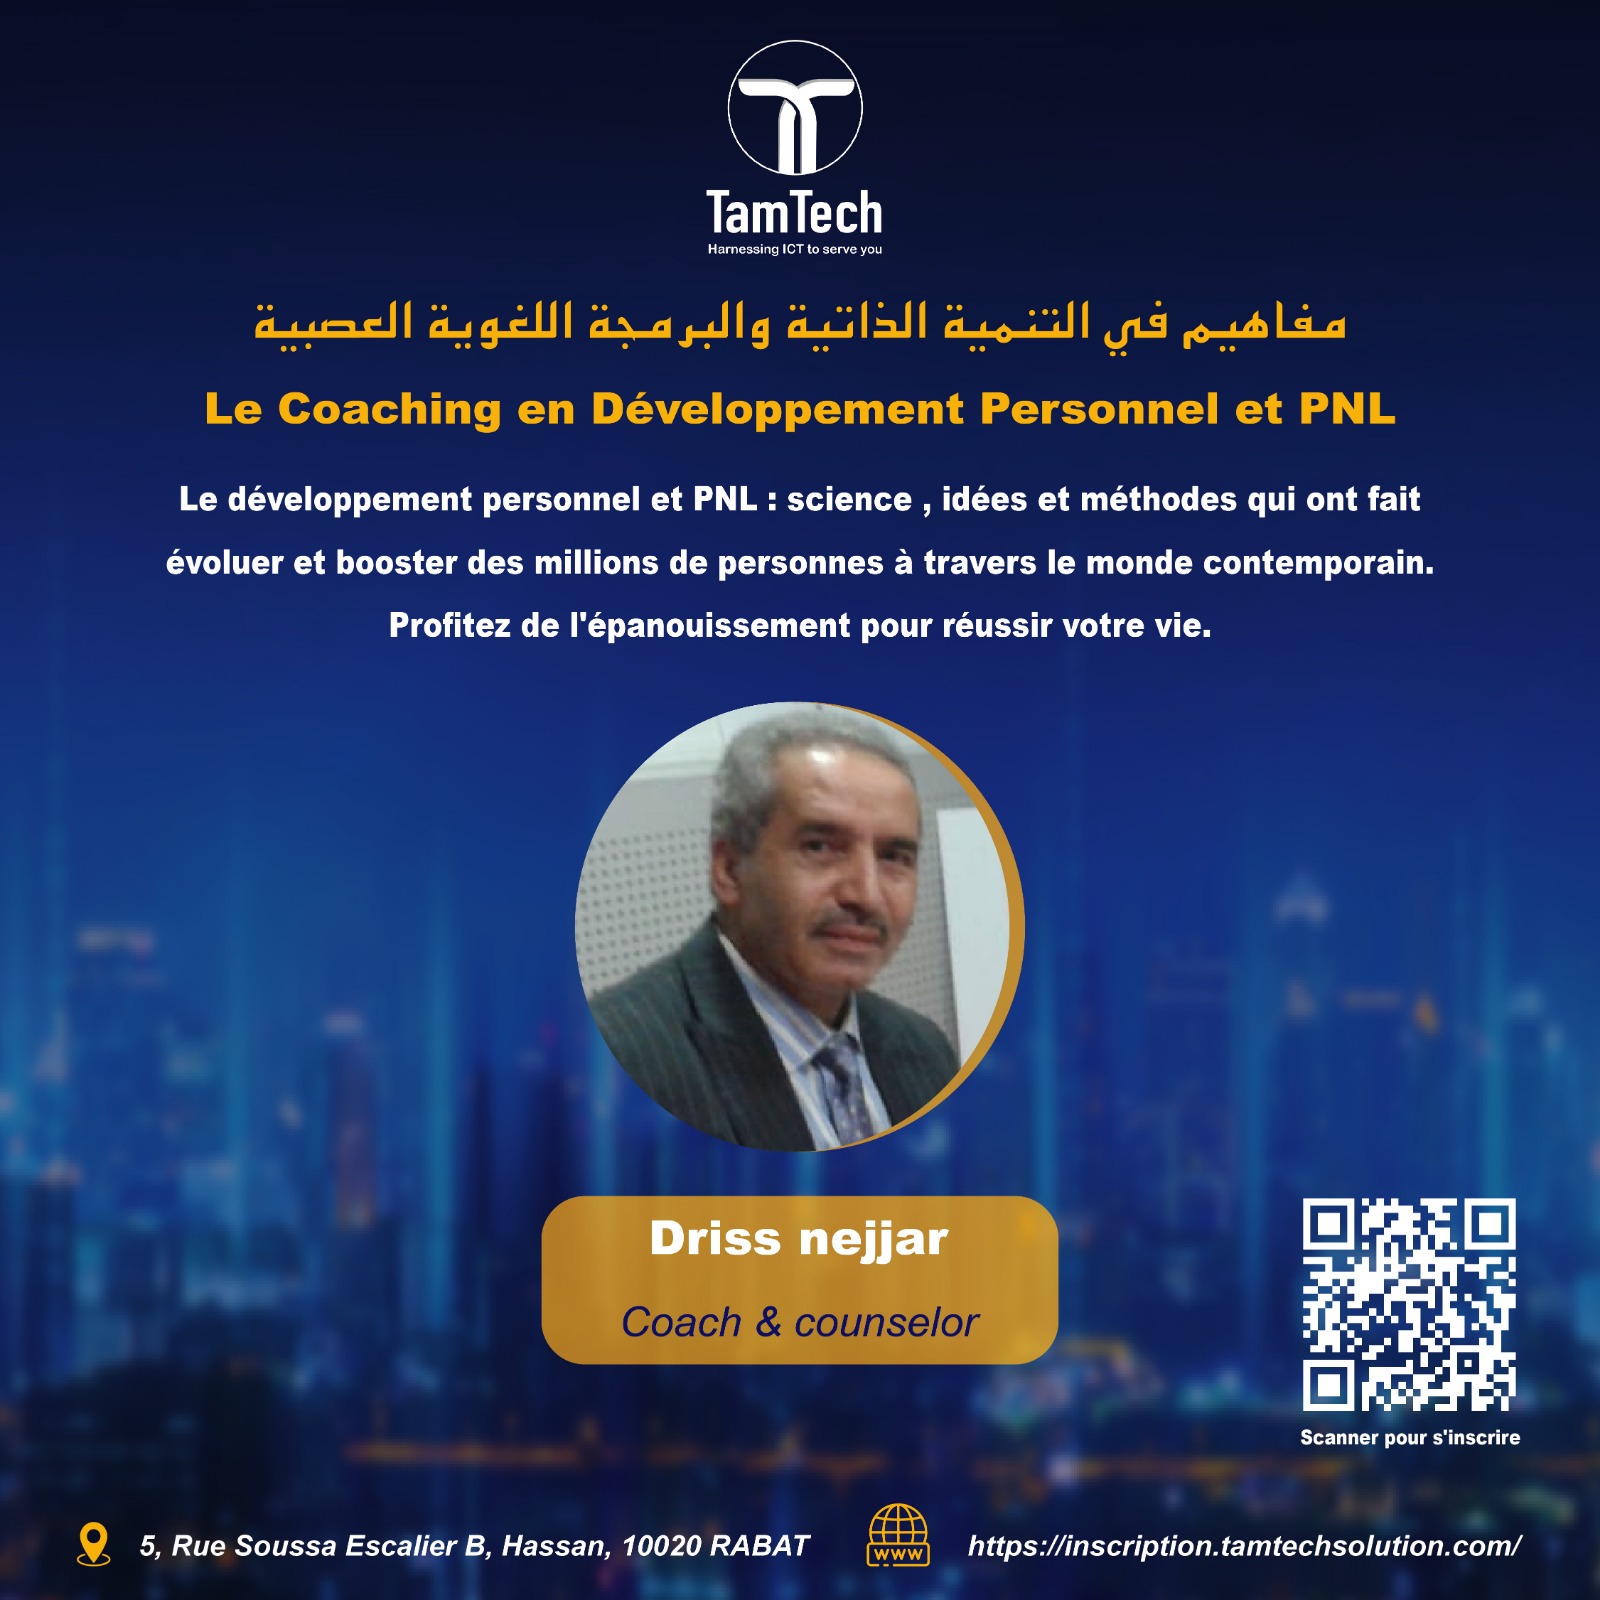 TamTech
Harnessing ICT to serve you
مفاهيم في التنمية الذاتية والبرمجة اللغوية العصبية
Le Coaching en Développement Personnel et PNL
Le développement personnel et PNL : science , idées et méthodes qui ont fait
évoluer et booster des millions de personnes à travers le monde contemporain.
Profitez de l'épanouissement pour réussir votre vie.
Driss nejjar
Coach & counselor
Scanner pour s'inscrire
5, Rue Soussa Escalier B, Hassan, 10020 RABAT
www
https://inscription.tamtechsolution.com/